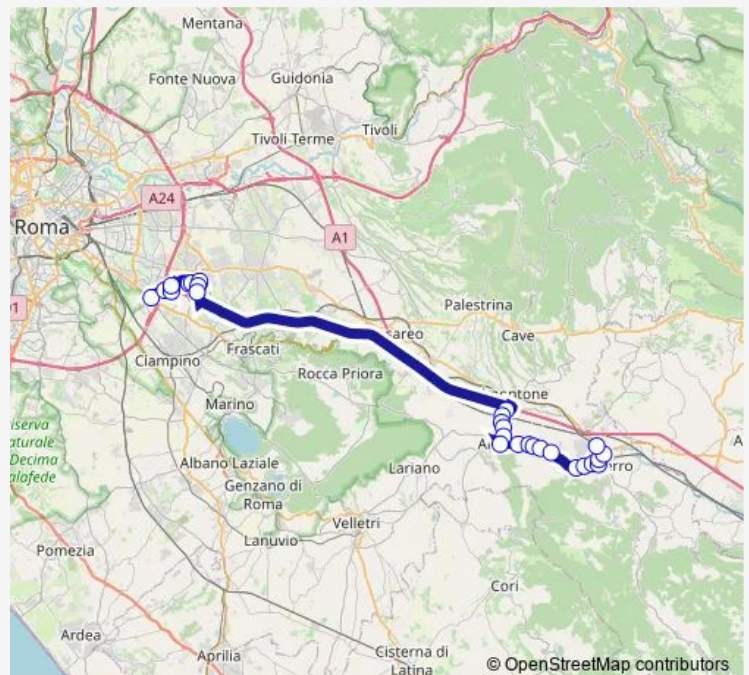 Mentana
Fonte Nuova
Guidonia
Tivoli Terme
Tivoli
A24
Roma
A1
Palestrina
Cave
Frascati
Ciampino
Rocca Priora
Marino
Albano Laziale
Lariano
Genzano di
Roma
Velletri
Lanuvio
Pomezia
Cori
Ardea
Aprilia
Cisterna di
Latina
© OpenStreetMap contributors